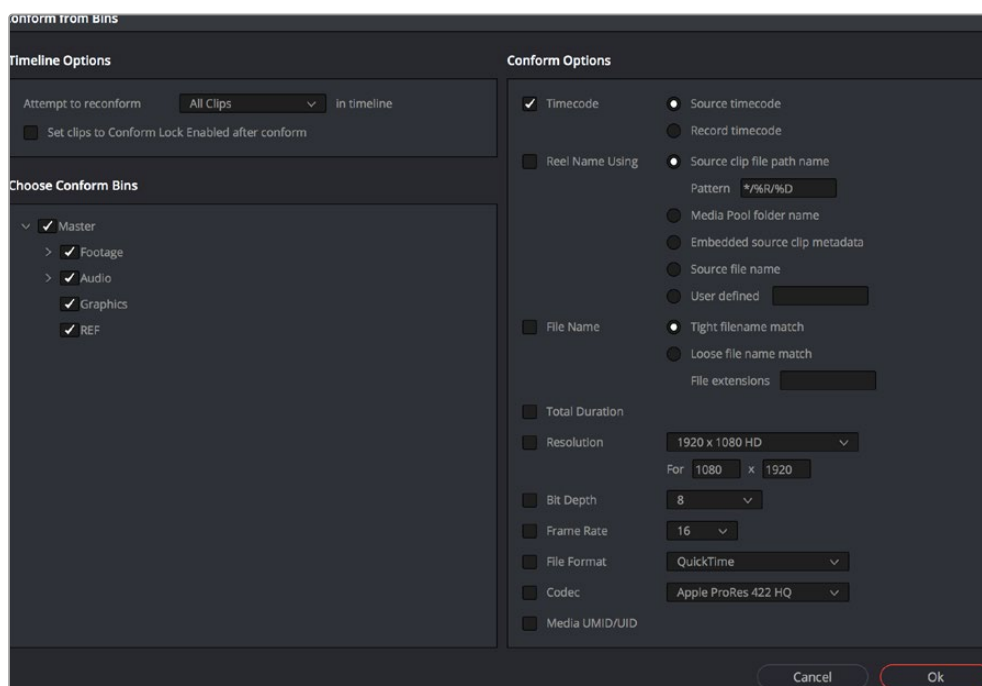 Conform from Bins
Timeline Options
Attempt to reconform All Clips in timeline
Set clips to Conform Lock Enabled after conform
Choose Conform Bins
Master
Footage
Audio
Graphics
REF
Conform Options
Timecode Source timecode
Record timecode
Reel Name Using Source clip file path name
Pattern */%R/%D
Media Pool folder name
Embedded source clip metadata
Source file name
User defined
File Name Tight filename match
Loose file name match
File extensions
Total Duration
Resolution 1920 x 1080 HD
For 1080 x 1920
Bit Depth 8
Frame Rate 16
File Format QuickTime
Codec Apple ProRes 422 HQ
Media UMID/UID
Cancel Ok